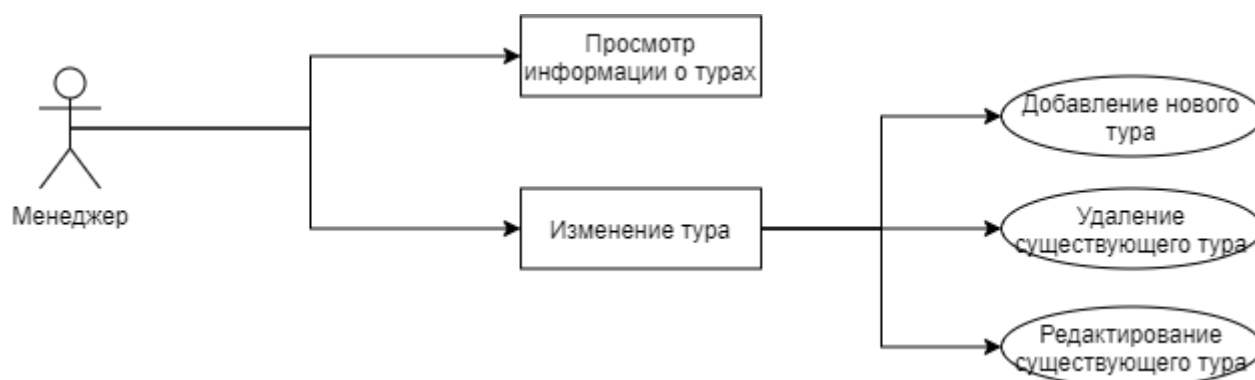 Менеджер
Просмотр
информации о турах
Изменение тура
Добавление нового
тура
Удаление
существующего тура
Редактирование
существующего тура